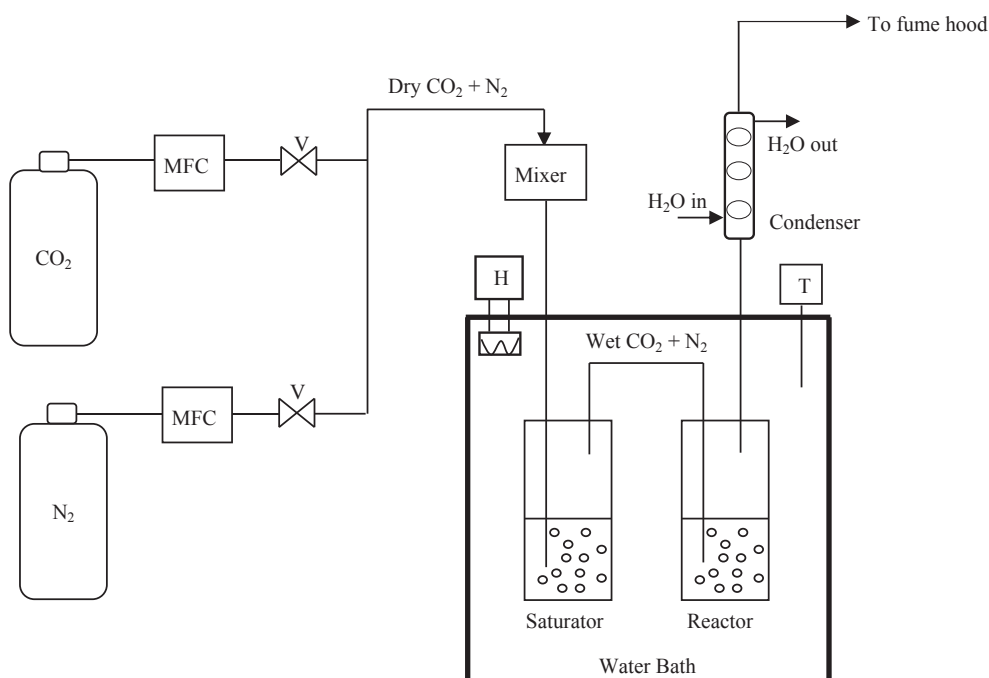 To fume hood
Dry CO₂ + N₂
V
MFC
Mixer
H₂O out
H₂O in
Condenser
CO₂
H
T
Wet CO₂ + N₂
V
MFC
N₂
Saturator
Reactor
Water Bath